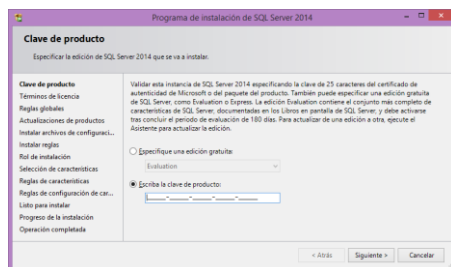 Programa de instalación de SQL Server 2014
Clave de producto
Especificar la edición de SQL Server 2014 que se va a instalar.
Clave de producto
Términos de licencia
Reglas globales
Actualizaciones de productos
Instalar archivos de configuraci...
Instalar reglas
Rol de instalación
Selección de características
Reglas de características
Reglas de configuración de car...
Listo para instalar
Progreso de la instalación
Operación completada
Validar esta instancia de SQL Server 2014 especificando la clave de 25 caracteres del certificado de
autenticidad de Microsoft o del paquete del producto. También puede especificar una edición gratuita
de SQL Server, como Evaluation o Express. La edición Evaluation contiene el conjunto más completo de
características de SQL Server, documentadas en los Libros en pantalla de SQL Server, y debe activarse
tras concluir el periodo de evaluación de 180 días. Para actualizar de una edición a otra, ejecute el
Asistente para actualizar la edición.
Especifique una edición gratuita:
Evaluation
Escriba la clave de producto:
_____-_____-_____-_____-_____
< Atrás
Siguiente >
Cancelar